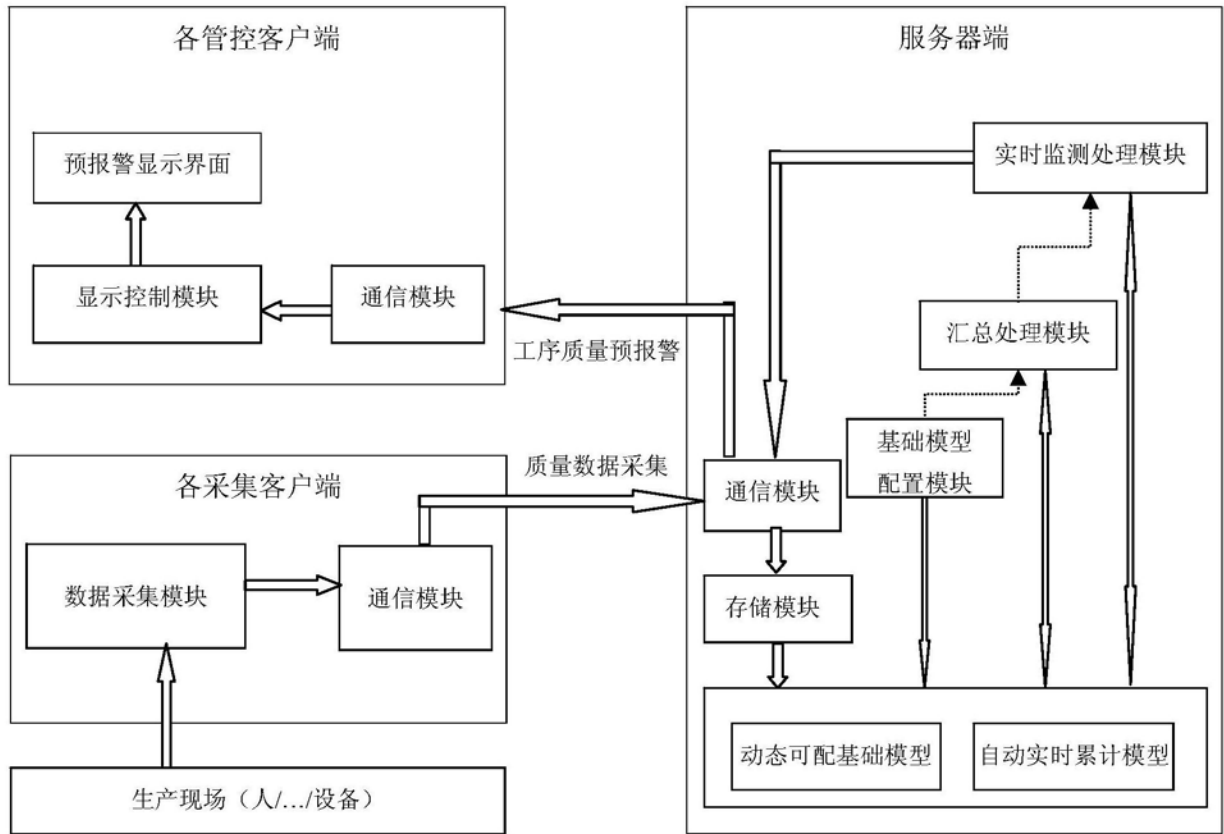 各管控客户端
预报警显示界面
显示控制模块
通信模块
工序质量预报警
各采集客户端
数据采集模块
通信模块
质量数据采集
生产现场（人/.../设备）
服务器端
实时监测处理模块
汇总处理模块
基础模型
配置模块
通信模块
存储模块
动态可配基础模型
自动实时累计模型